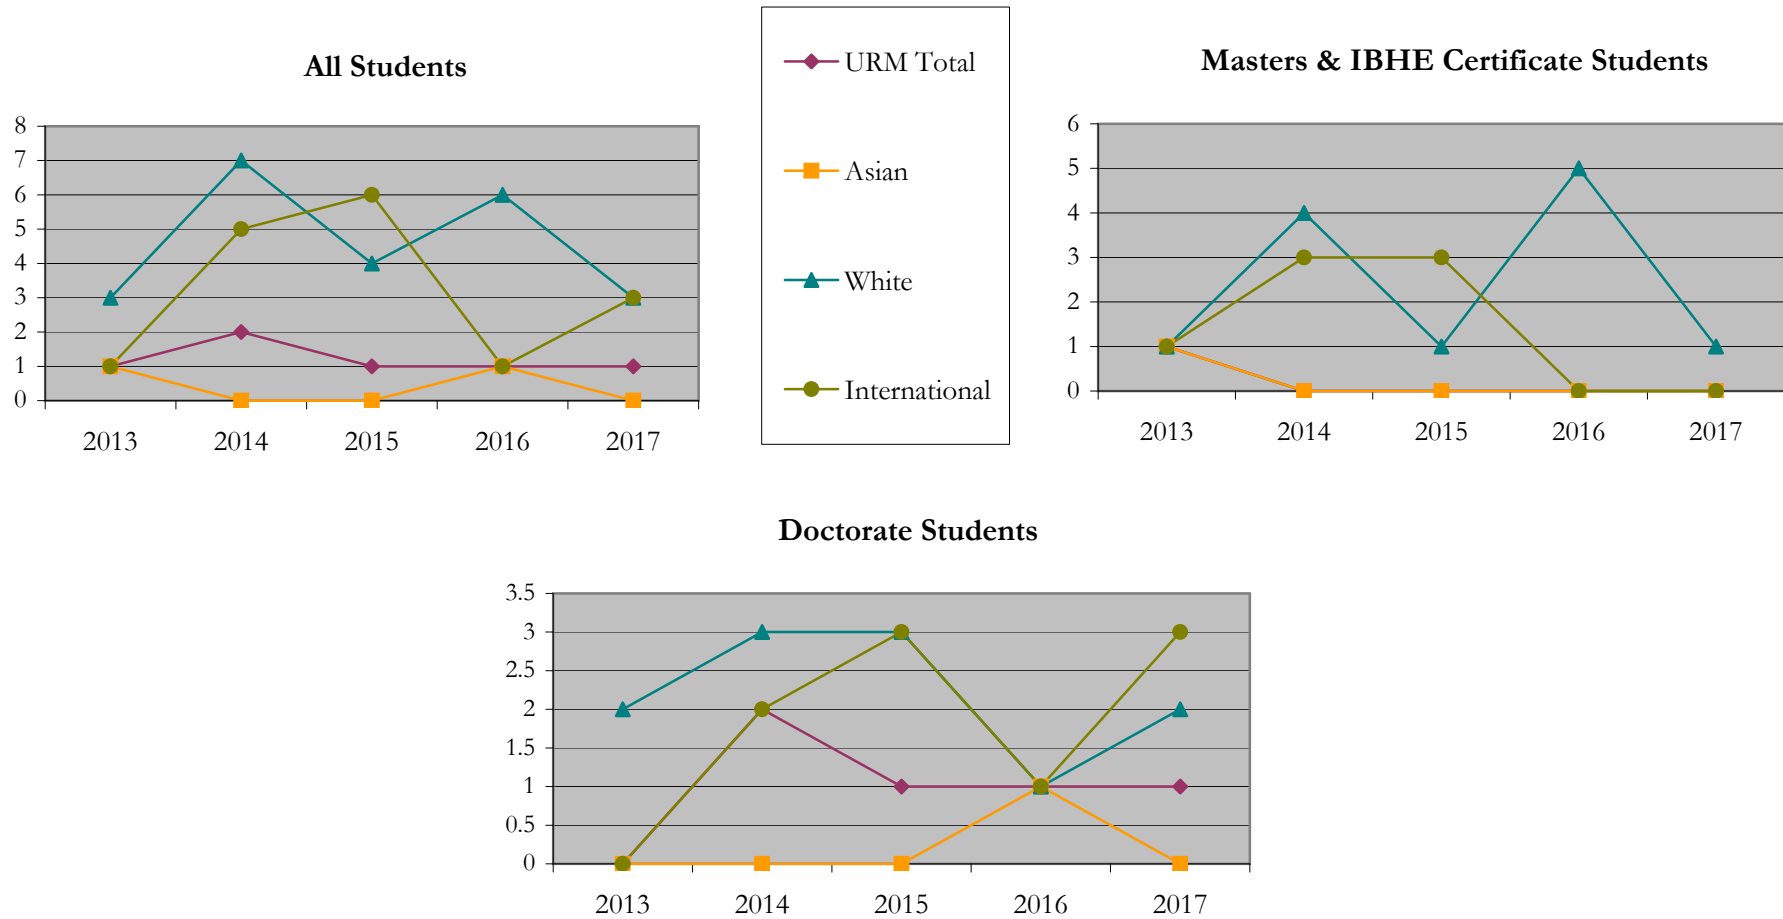 All Students
8
7
6
5
4
3
2
1
0
2013 2014 2015 2016 2017
URM Total
Asian
White
International
Masters & IBHE Certificate Students
6
5
4
3
2
1
0
2013 2014 2015 2016 2017
Doctorate Students
3.5
3
2.5
2
1.5
1
0.5
0
2013 2014 2015 2016 2017